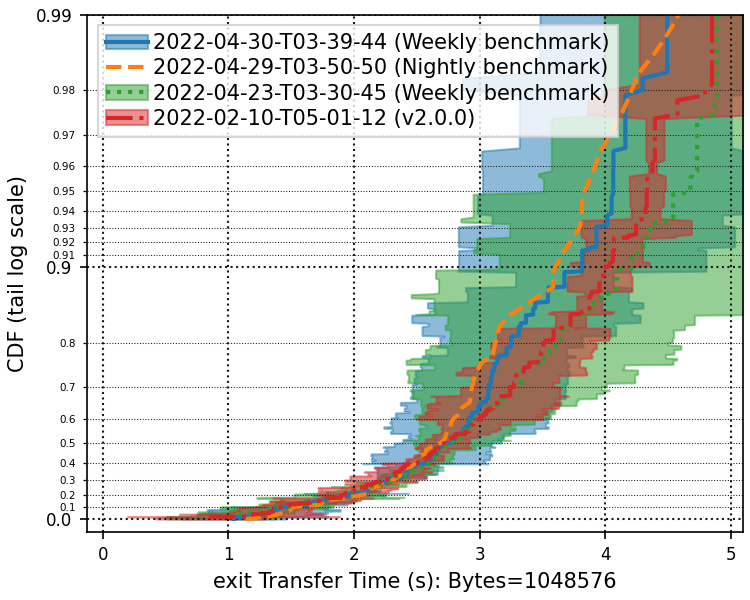 0.99
2022-04-30-T03-39-44 (Weekly benchmark)
2022-04-29-T03-50-50 (Nightly benchmark)
2022-04-23-T03-30-45 (Weekly benchmark)
2022-02-10-T05-01-12 (v2.0.0)
0.98
0.97
0.96
0.95
0.94
0.93
0.92
0.91
0.9
0.8
0.7
0.6
0.5
0.4
0.3
0.2
0.1
0.0
CDF (tail log scale)
0 1 2 3 4 5
exit Transfer Time (s): Bytes=1048576